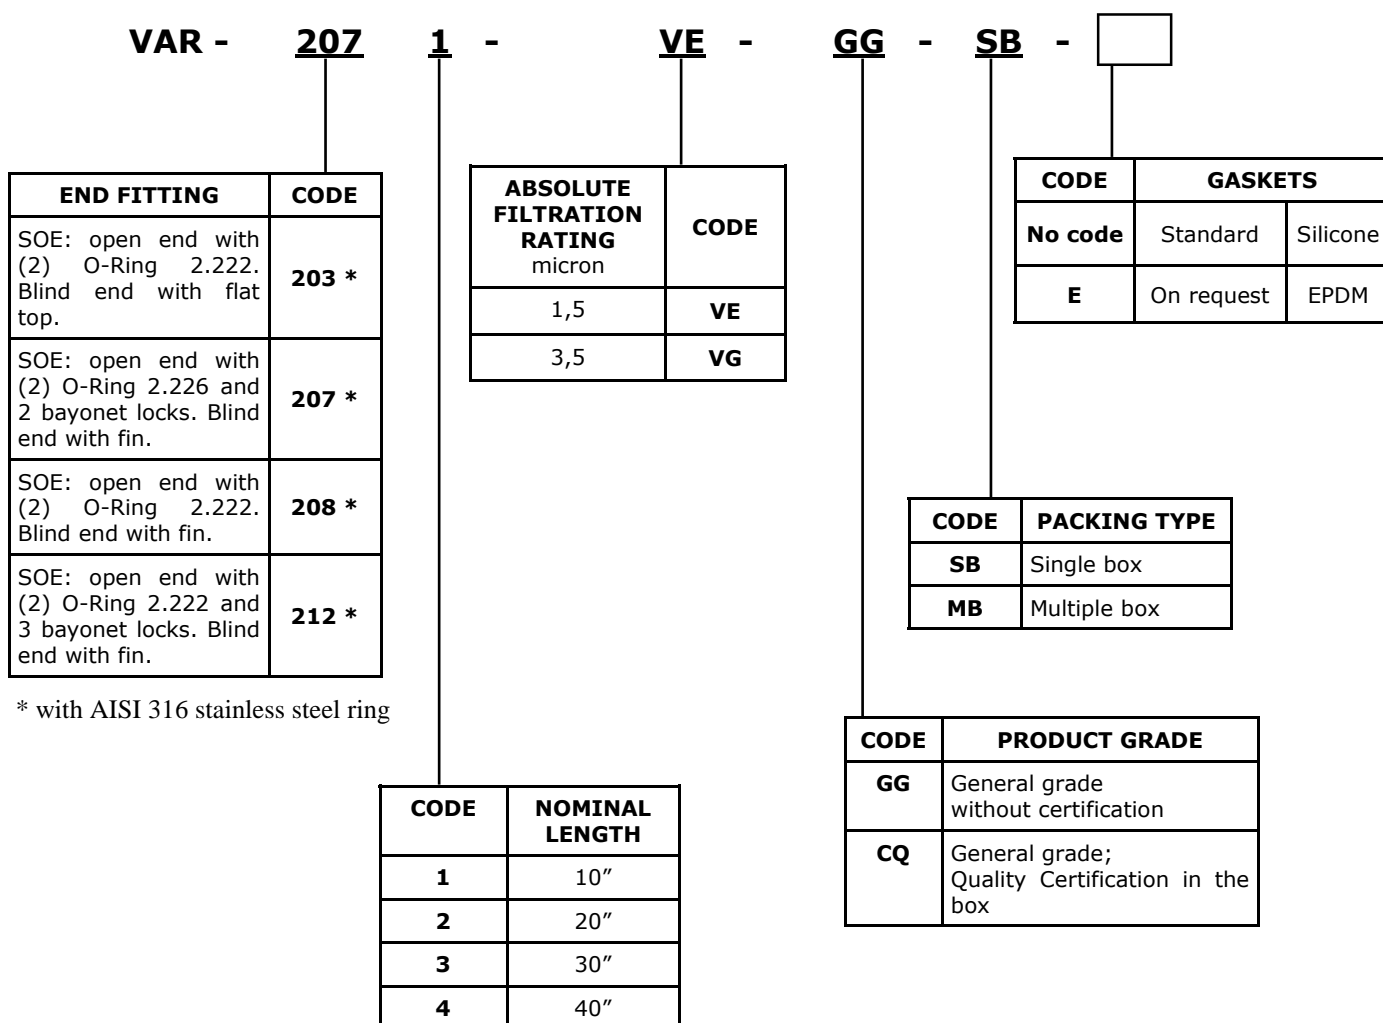 VAR - 207 1 - VE - GG - SB -
END FITTING CODE
SOE: open end with
(2) O-Ring 2.222.
Blind end with flat
top.
203 *
SOE: open end with
(2) O-Ring 2.226 and
2 bayonet locks. Blind
end with fin.
207 *
SOE: open end with
(2) O-Ring 2.222.
Blind end with fin.
208 *
SOE: open end with
(2) O-Ring 2.222 and
3 bayonet locks. Blind
end with fin.
212 *
* with AISI 316 stainless steel ring
ABSOLUTE
FILTRATION
RATING
micron
CODE
1,5 VE
3,5 VG
CODE GASKETS
No code Standard Silicone
E On request EPDM
CODE PACKING TYPE
SB Single box
MB Multiple box
CODE PRODUCT GRADE
GG General grade
without certification
CQ General grade;
Quality Certification in the
box
CODE NOMINAL
LENGTH
1 10″
2 20″
3 30″
4 40″